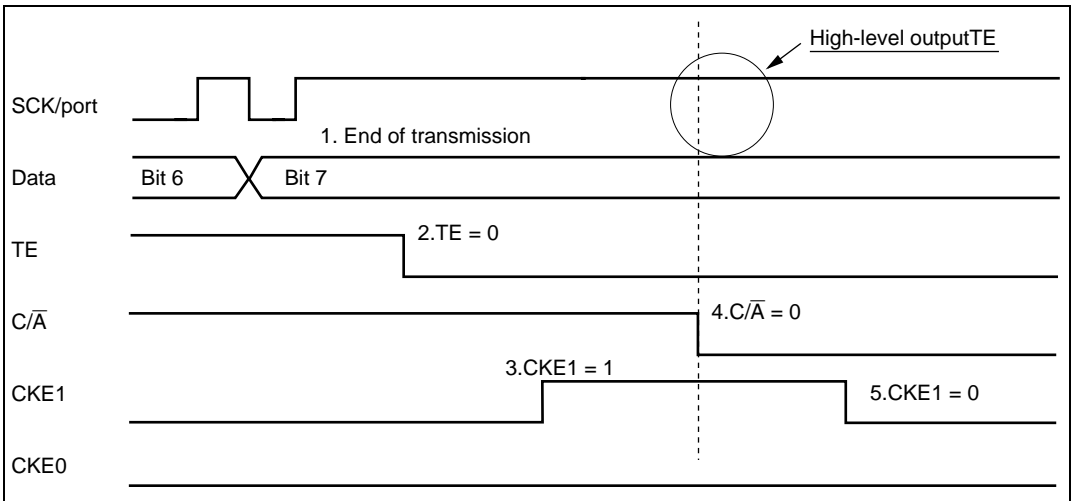 High-level outputTE
SCK/port
1. End of transmission
Data
Bit 6
Bit 7
TE
2.TE = 0
C/A̅
4.C/A̅ = 0
3.CKE1 = 1
CKE1
5.CKE1 = 0
CKE0